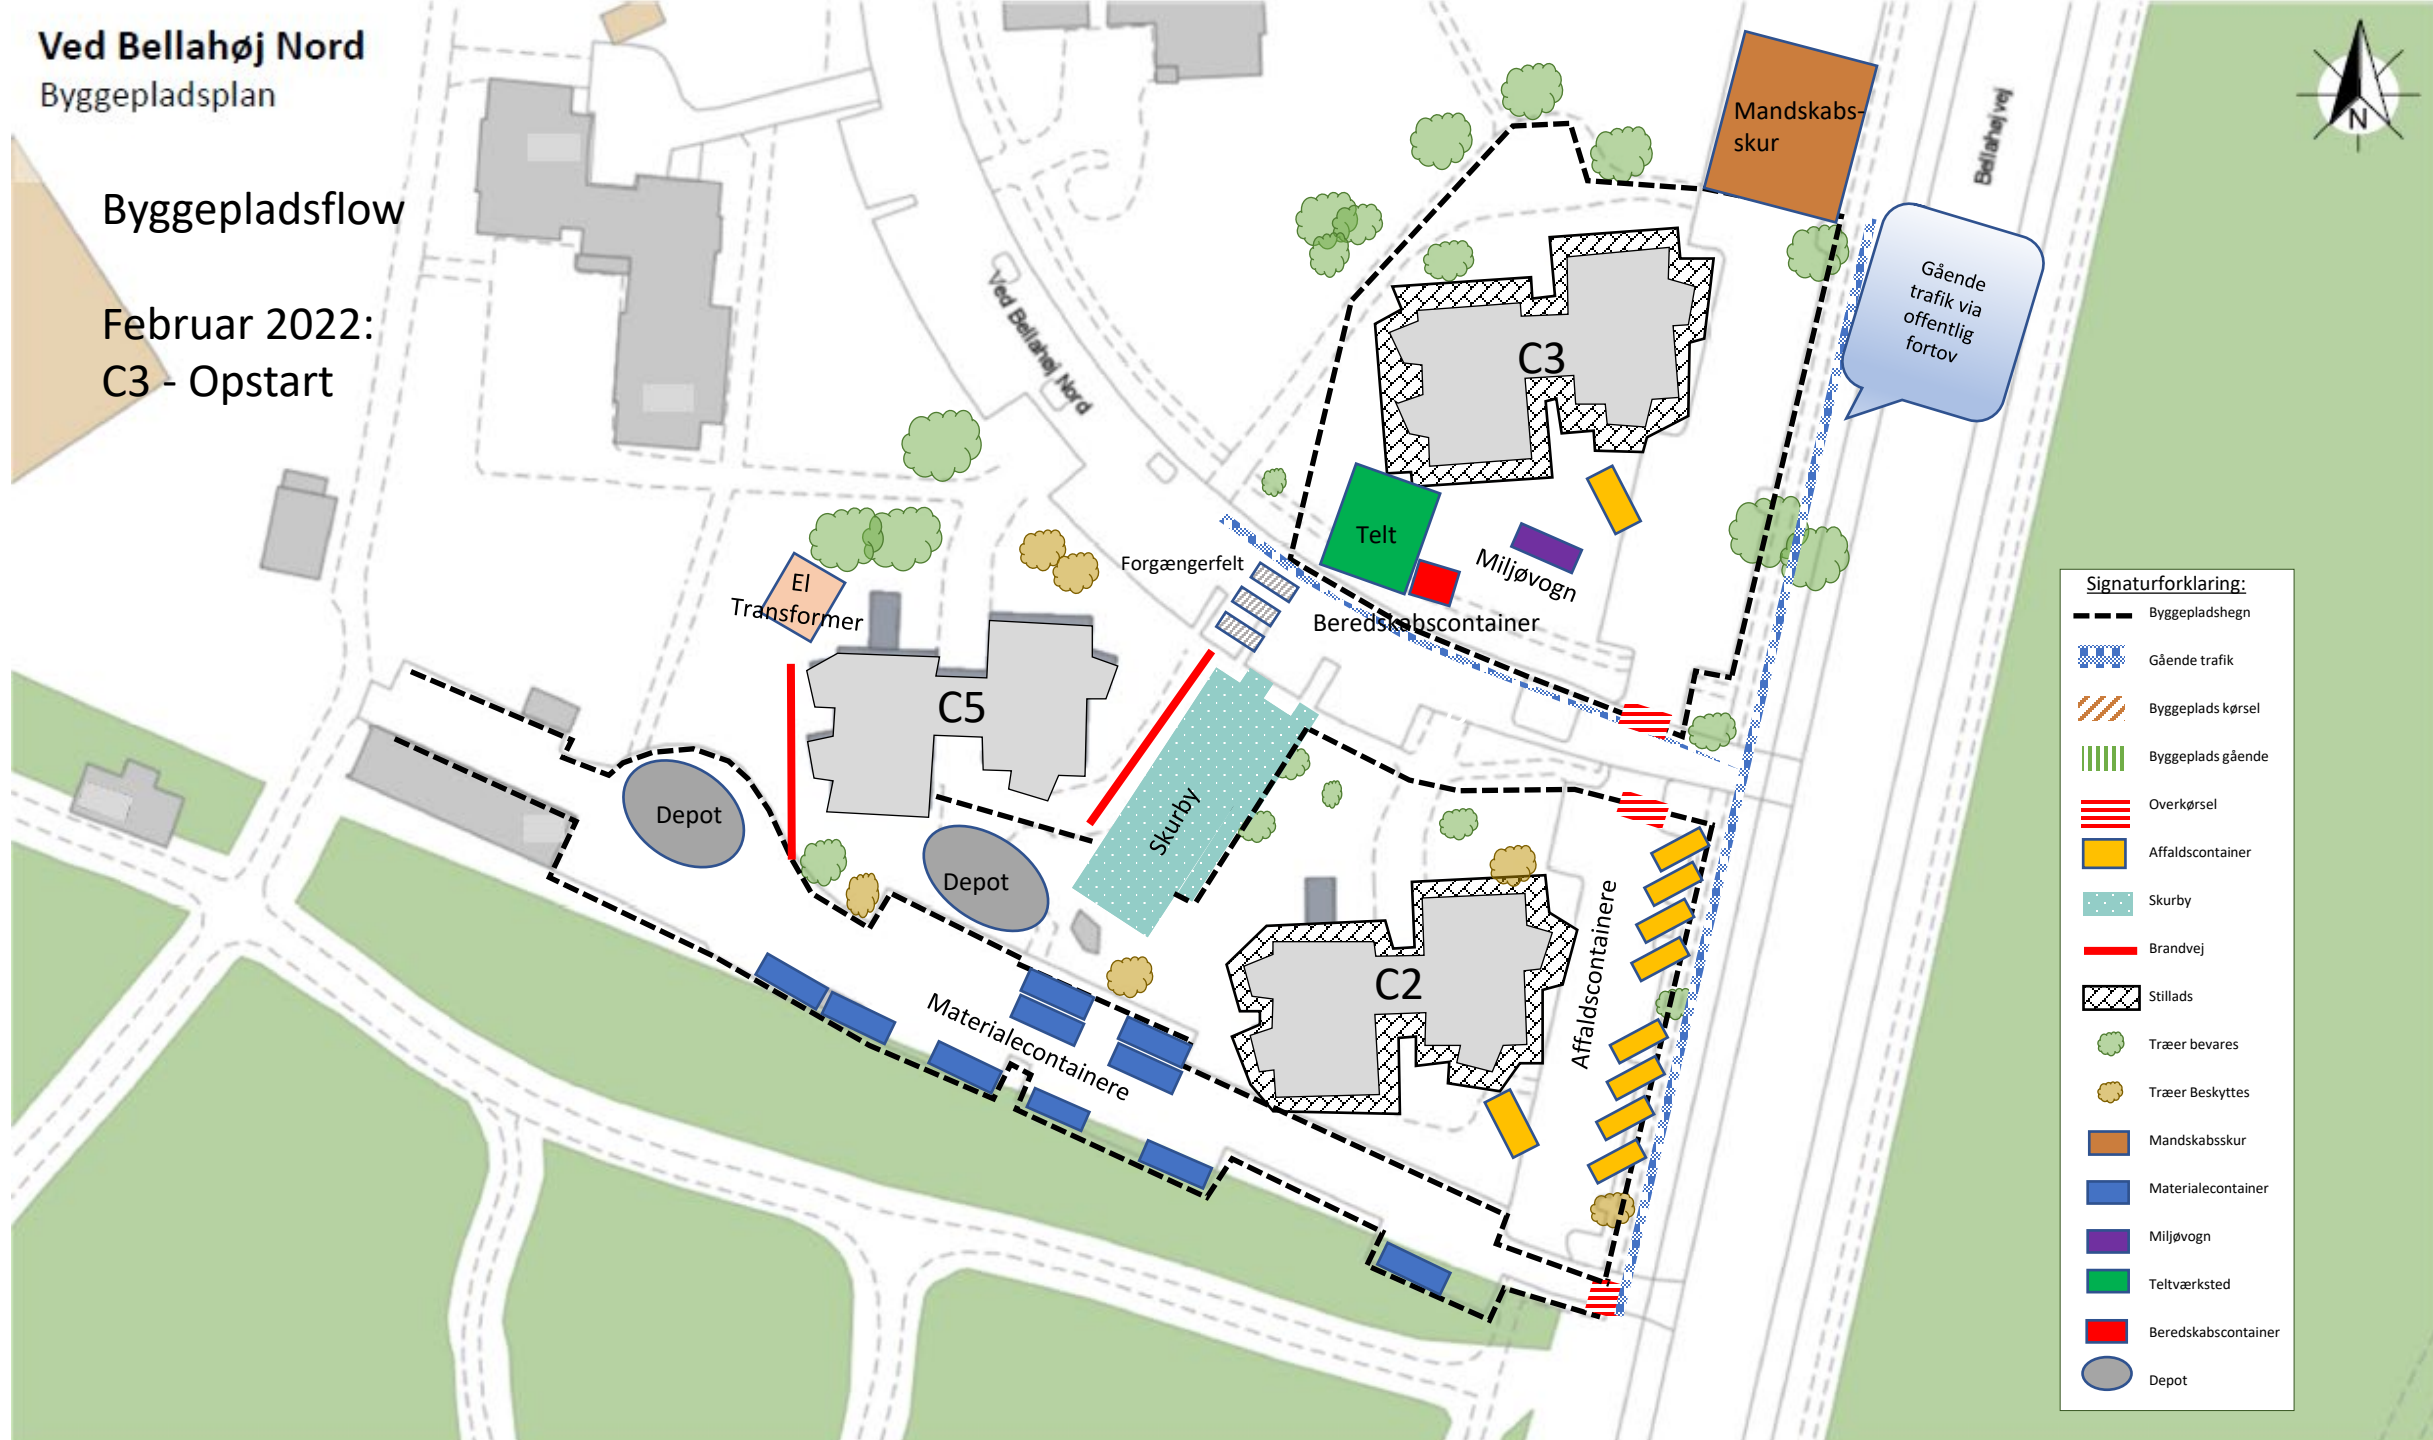 Ved Bellahøj Nord
Byggepladsplan
Byggepladsflow
Februar 2022:
C3 - Opstart
Mandskabs-
skur
Bellahøjvej
N
Gående
trafik via
offentlig
fortov
Ved Bellahøj Nord
C3
Telt
Miljøvogn
Forgængerfelt
Beredskabscontainer
El
Transformer
C5
Skurby
Depot
Depot
C2
Affaldscontainere
Materialecontainere
Signaturforklaring:
Byggepladshegn
Gående trafik
Byggeplads kørsel
Byggeplads gående
Overkørsel
Affaldscontainer
Skurby
Brandvej
Stillads
Træer bevares
Træer Beskyttes
Mandskabsskur
Materialecontainer
Miljøvogn
Teltværksted
Beredskabscontainer
Depot